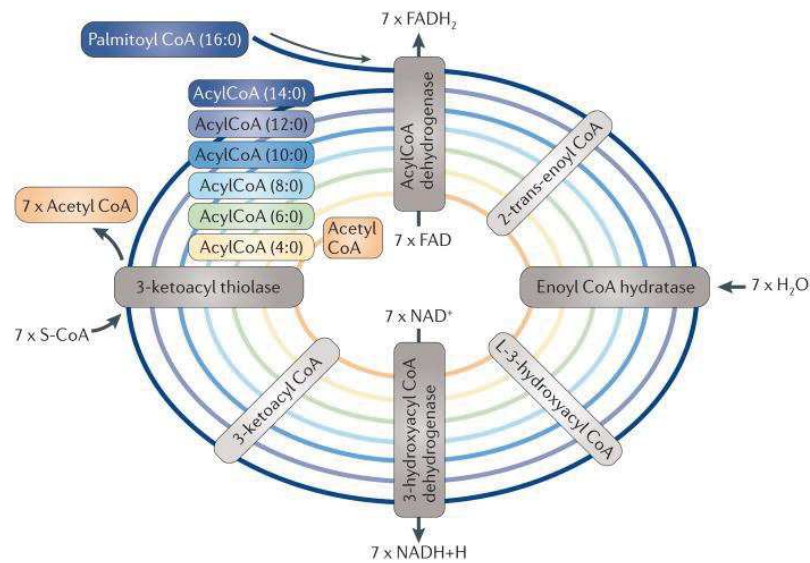 7 x FADH₂
Palmitoyl CoA (16:0)
AcylCoA
dehydrogenase
AcylCoA (14:0)
AcylCoA (12:0)
AcylCoA (10:0)
AcylCoA (8:0)
AcylCoA (6:0)
AcylCoA (4:0)
Acetyl
CoA
7 x FAD
2-trans-enoyl CoA
7 x Acetyl CoA
3-ketoacyl thiolase
Enoyl CoA hydratase
7 x H₂O
7 x S-CoA
7 x NAD⁺
3-ketoacyl CoA
3-hydroxyacyl CoA
dehydrogenase
L-3-hydroxyacyl CoA
7 x NADH+H